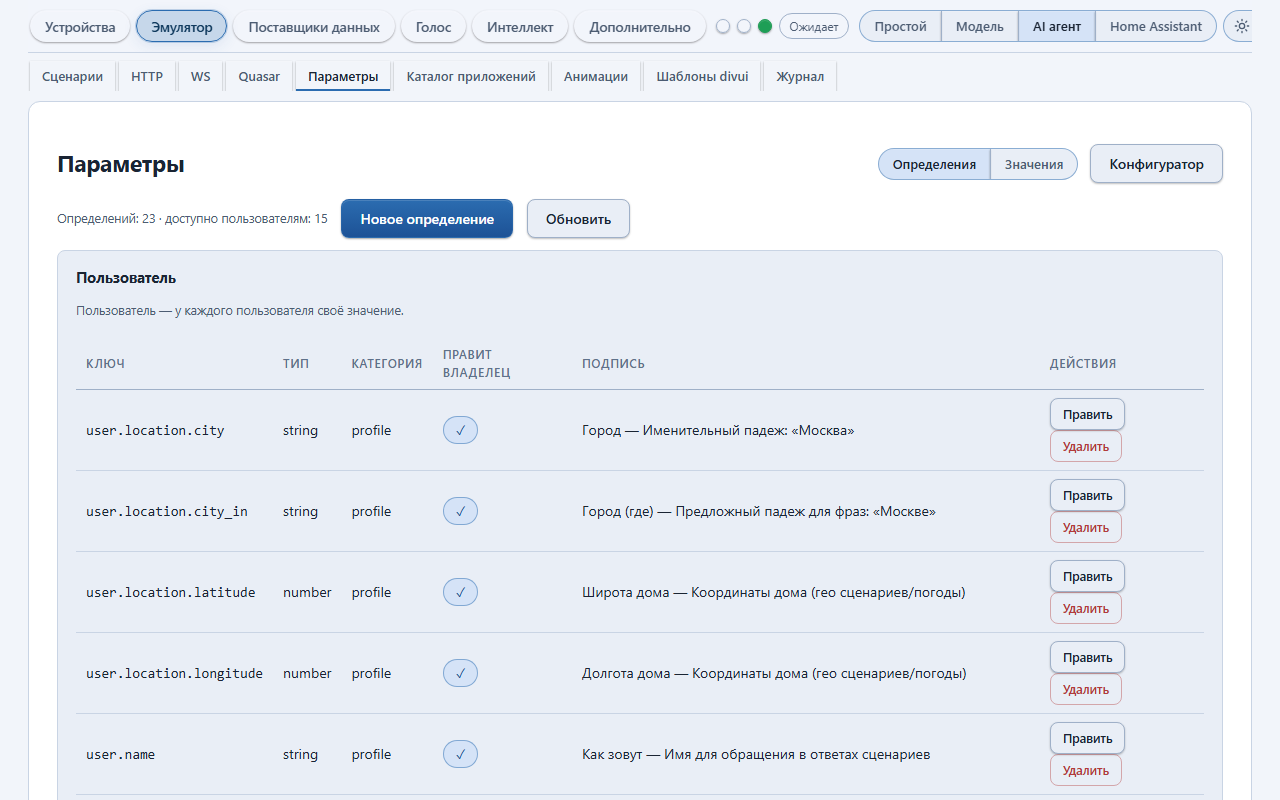 Устройства Эмулятор Поставщики данных Голос Интеллект Дополнительно Ожидает Простой Модель AI агент Home Assistant
Сценарии HTTP WS Quasar Параметры Каталог приложений Анимации Шаблоны divui Журнал
Параметры Определения Значения Конфигуратор
Определений: 23 · доступно пользователям: 15 Новое определение Обновить
Пользователь
Пользователь — у каждого пользователя своё значение.
КЛЮЧ ТИП КАТЕГОРИЯ ПРАВИТ ВЛАДЕЛЕЦ ПОДПИСЬ ДЕЙСТВИЯ
user.location.city string profile ✓ Город — Именительный падеж: «Москва» Править
Удалить
user.location.city_in string profile ✓ Город (где) — Предложный падеж для фраз: «Москве» Править
Удалить
user.location.latitude number profile ✓ Широта дома — Координаты дома (гео сценариев/погоды) Править
Удалить
user.location.longitude number profile ✓ Долгота дома — Координаты дома (гео сценариев/погоды) Править
Удалить
user.name string profile ✓ Как зовут — Имя для обращения в ответах сценариев Править
Удалить